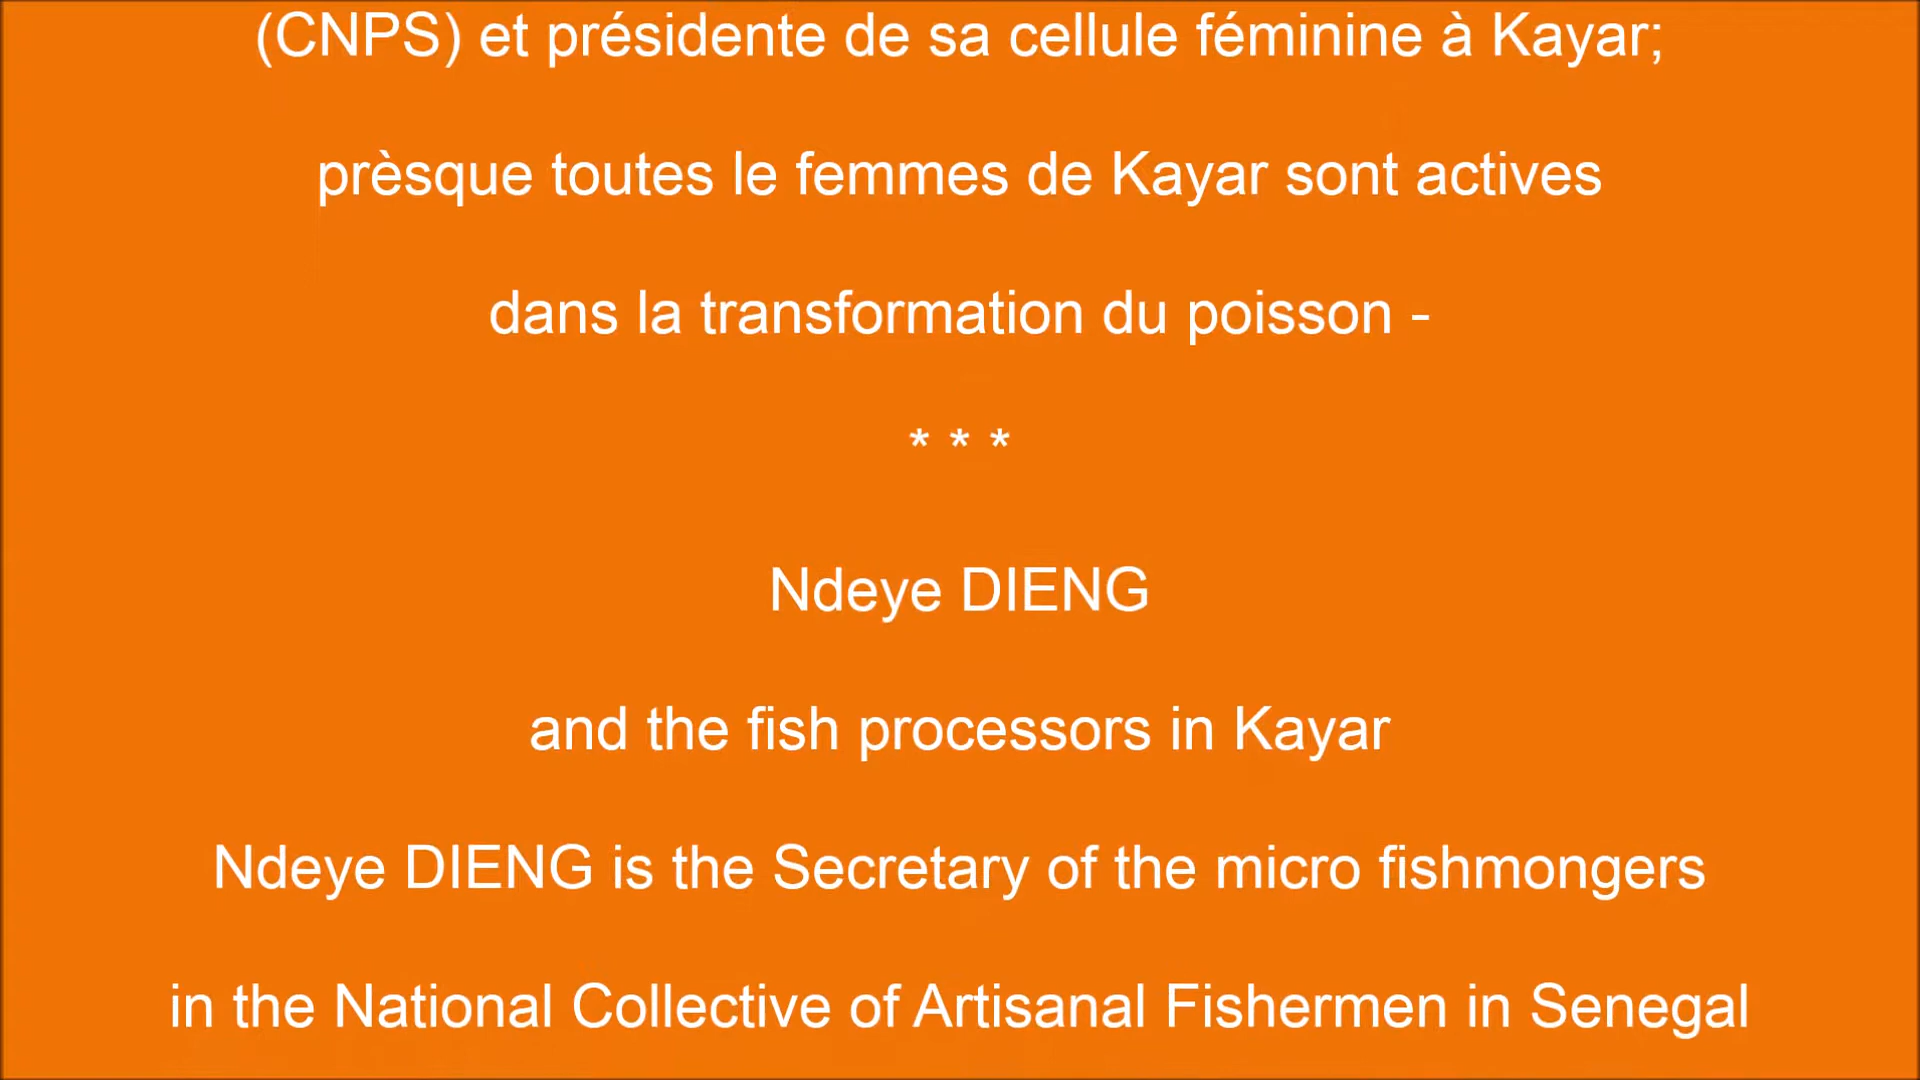 (CNPS) et présidente de sa cellule féminine à Kayar;
prèsque toutes le femmes de Kayar sont actives
dans la transformation du poisson -
* * *
Ndeye DIENG
and the fish processors in Kayar
Ndeye DIENG is the Secretary of the micro fishmongers
in the National Collective of Artisanal Fishermen in Senegal